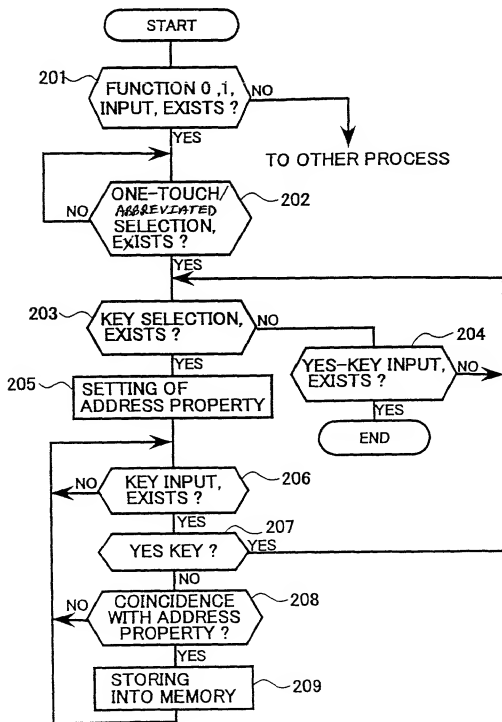 START
201
FUNCTION 0 ,1,
INPUT, EXISTS ?
NO
YES
TO OTHER PROCESS
ONE-TOUCH/
ABBREVIATED
SELECTION,
EXISTS ?
NO
202
YES
203
KEY SELECTION,
EXISTS ?
NO
204
YES
YES-KEY INPUT,
EXISTS ?
NO
205
SETTING OF
ADDRESS PROPERTY
YES
END
NO
KEY INPUT,
EXISTS ?
206
YES
207
YES KEY ?
YES
NO
NO
COINCIDENCE
WITH ADDRESS
PROPERTY ?
208
YES
STORING
INTO MEMORY
209